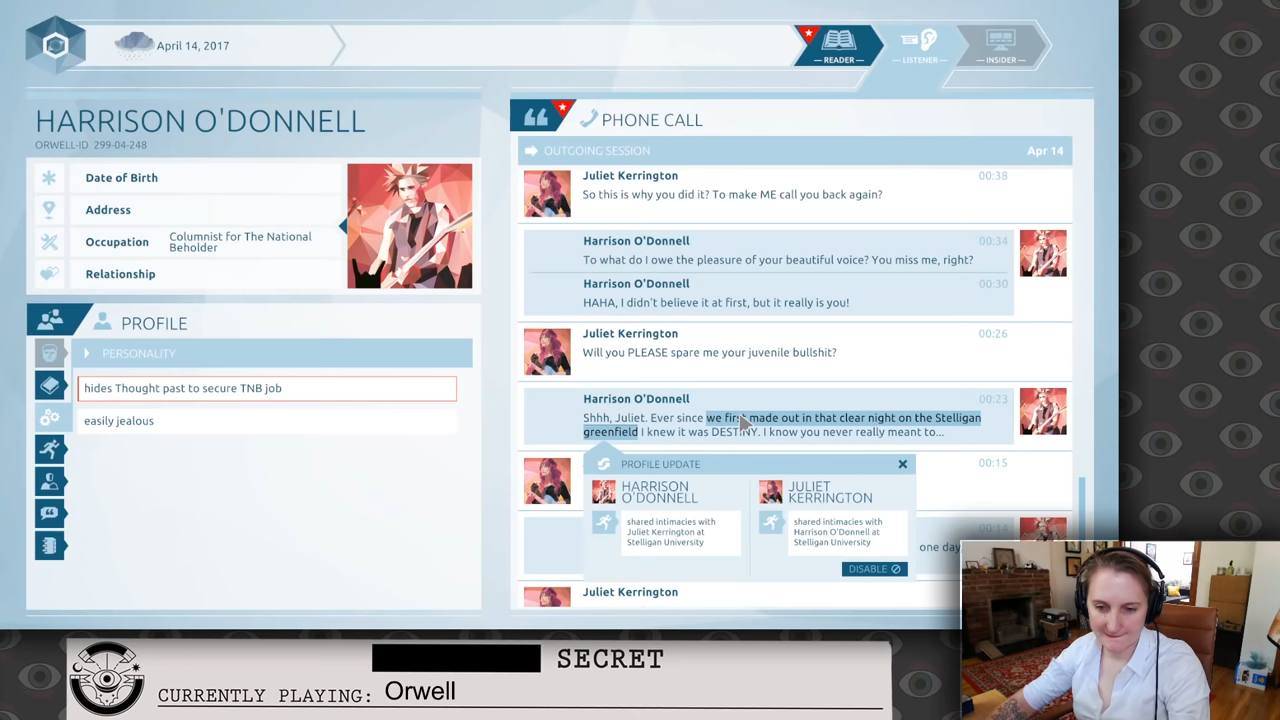 April 14, 2017
READER
LISTENER
INSIDER
HARRISON O'DONNELL
ORWELL-ID 299-04-248
Date of Birth
Address
Occupation
Columnist for The National
Beholder
Relationship
PROFILE
PERSONALITY
hides Thought past to secure TNB job
easily jealous
PHONE CALL
OUTGOING SESSION
Apr 14
Juliet Kerrington
00:38
So this is why you did it? To make ME call you back again?
Harrison O'Donnell
00:34
To what do I owe the pleasure of your beautiful voice? You miss me, right?
Harrison O'Donnell
00:30
HAHA, I didn't believe it at first, but it really is you!
Juliet Kerrington
00:26
Will you PLEASE spare me your juvenile bullshit?
Harrison O'Donnell
00:23
Shhh, Juliet. Ever since we first made out in that clear night on the Stelligan
greenfield I knew it was DESTINY. I know you never really meant to...
00:15
PROFILE UPDATE
HARRISON
O'DONNELL
shared intimacies with
Juliet Kerrington at
Stelligan University
JULIET
KERRINGTON
shared intimacies with
Harrison O'Donnell at
Stelligan University
DISABLE
00:14
one day
Juliet Kerrington
SECRET
CURRENTLY PLAYING: Orwell